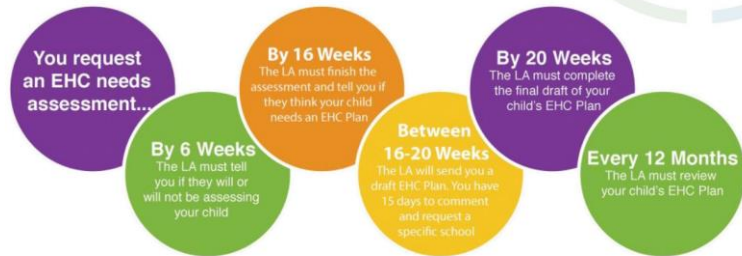 You request
an EHC needs
assessment...
By 6 Weeks
The LA must tell
you if they will or
will not be assessing
your child
By 16 Weeks
The LA must finish the
assessment and tell you if
they think your child
needs an EHC Plan
Between
16-20 Weeks
The LA will send you a
draft EHC Plan. You have
15 days to comment
and request a
specific school
By 20 Weeks
The LA must complete
the final draft of your
child's EHC Plan
Every 12 Months
The LA must review
your child's EHC Plan